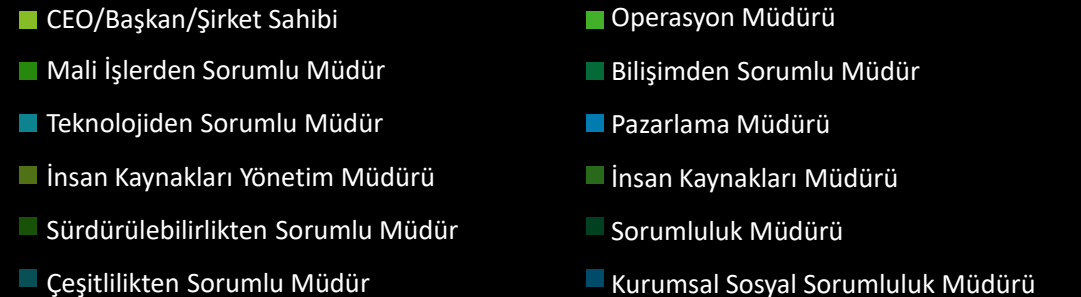 CEO/Başkan/Şirket Sahibi
Operasyon Müdürü
Mali İşlerden Sorumlu Müdür
Bilişimden Sorumlu Müdür
Teknolojiden Sorumlu Müdür
Pazarlama Müdürü
İnsan Kaynakları Yönetim Müdürü
İnsan Kaynakları Müdürü
Sürdürülebilirlikten Sorumlu Müdür
Sorumluluk Müdürü
Çeşitlilikten Sorumlu Müdür
Kurumsal Sosyal Sorumluluk Müdürü